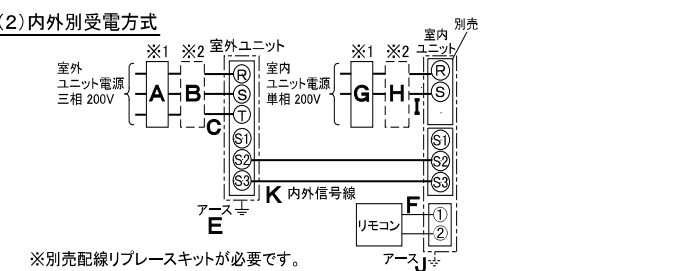 (2)内外別受電方式
※1 ※2 室外ユニット
室外
ユニット電源
三相 200V
A
B
C
R
S
T
S1
S2
S3
アース
E
※1 ※2
室内
ユニット
別売
室内
ユニット電源
単相 200V
G
H
I
R
S
S1
S2
S3
K 内外信号線
リモコン
F
①
②
アース
J
※別売配線リプレースキットが必要です。